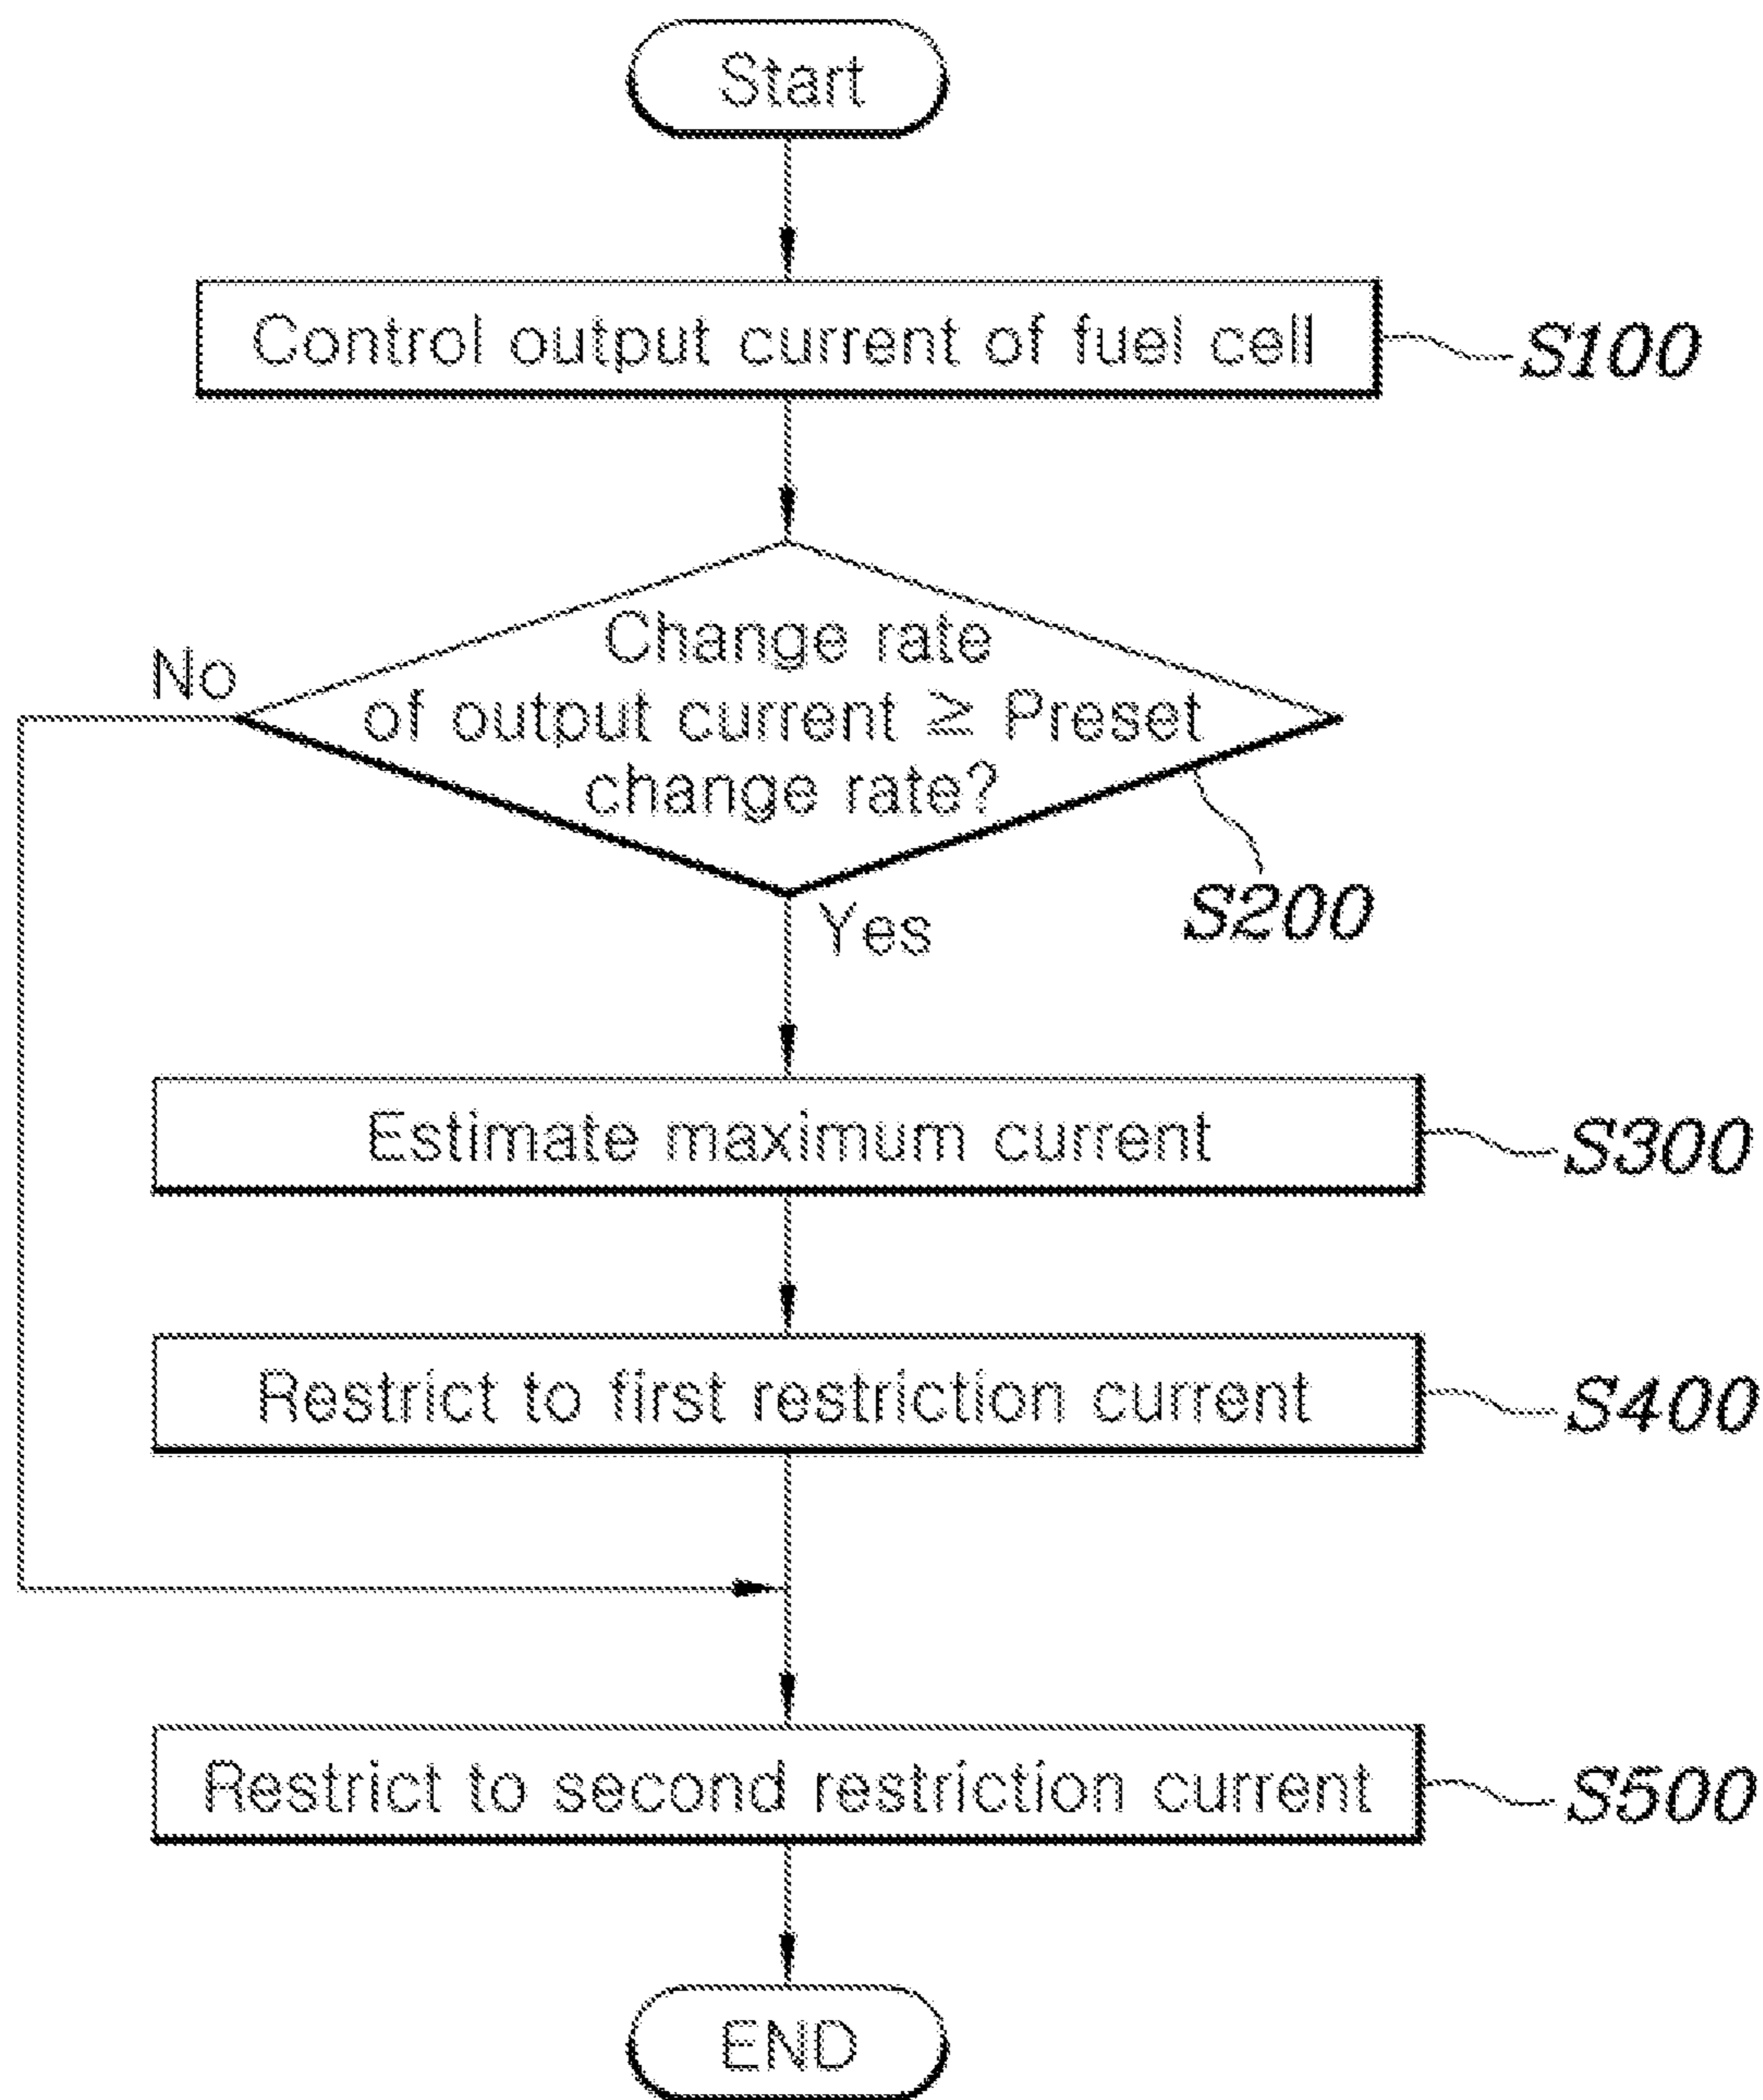 Start
Control output current of fuel cell
S100
Change rate
of output current ≥ Preset
change rate?
No
S200
Yes
Estimate maximum current
S300
Restrict to first restriction current
S400
Restrict to second restriction current
S500
END